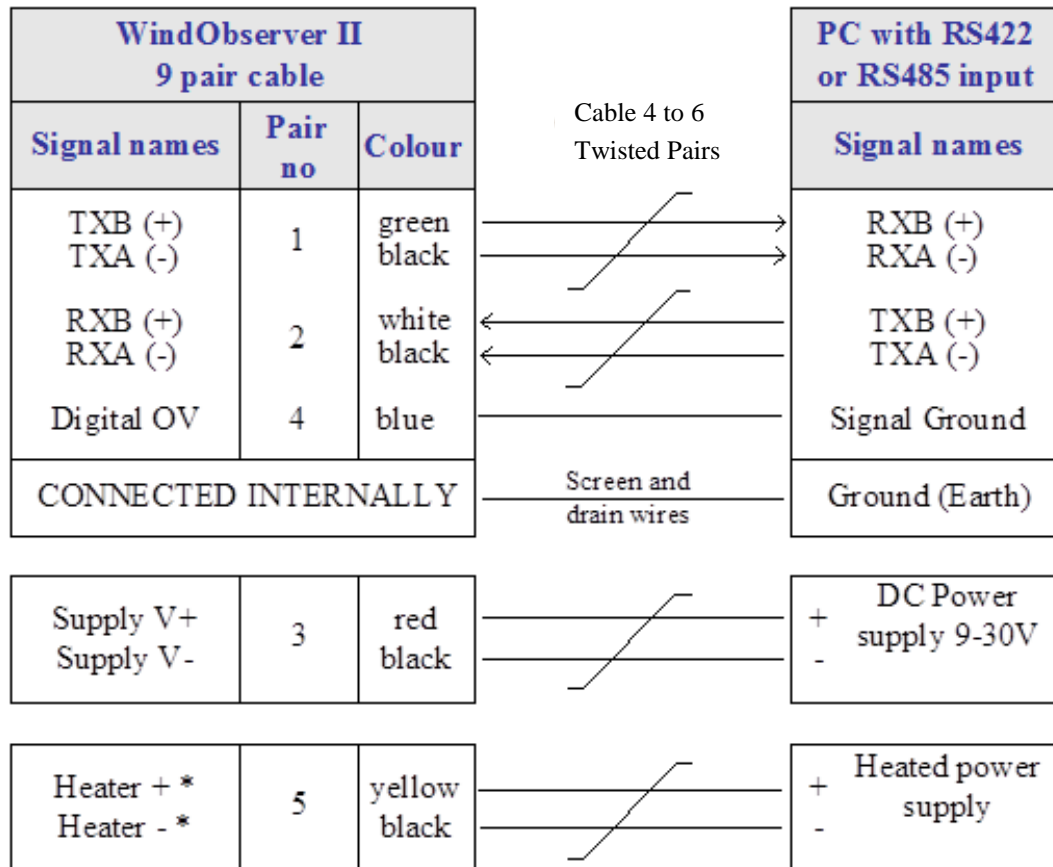 WindObserver II
9 pair cable
PC with RS422
or RS485 input
Cable 4 to 6
Twisted Pairs
Signal names
Pair
no
Colour
Signal names
TXB (+)
TXA (-)
1
green
black
RXB (+)
RXA (-)
RXB (+)
RXA (-)
2
white
black
TXB (+)
TXA (-)
Digital OV
4
blue
Signal Ground
CONNECTED INTERNALLY
Screen and
drain wires
Ground (Earth)
Supply V+
Supply V-
3
red
black
+
-
DC Power
supply 9-30V
Heater + *
Heater - *
5
yellow
black
+
-
Heated power
supply